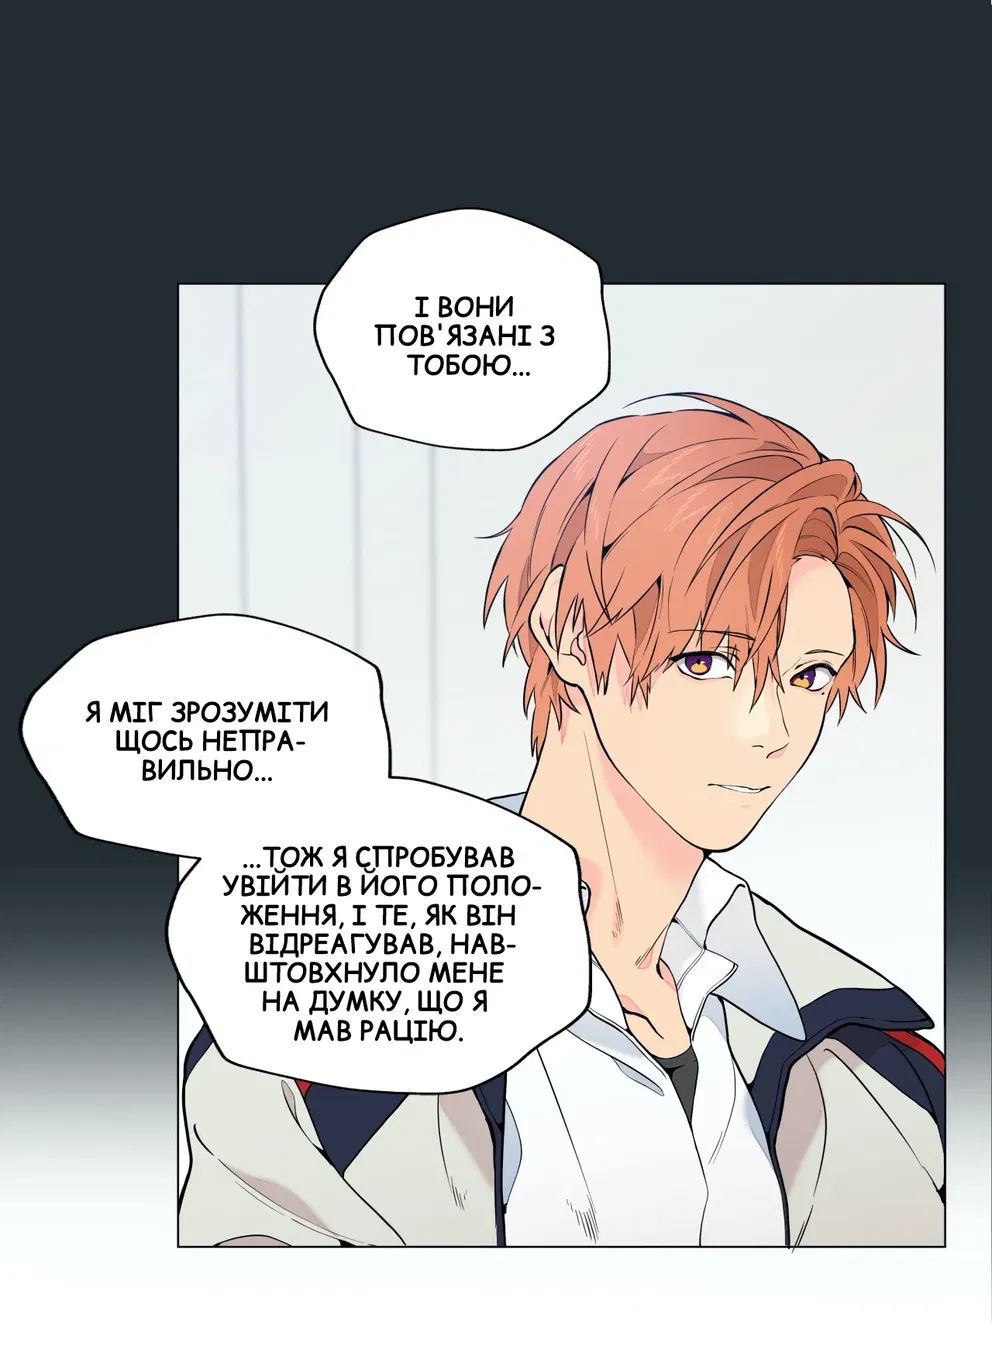 І ВОНИ
ПОВ'ЯЗАНІ З
ТОБОЮ...
Я МІГ ЗРОЗУМІТИ
ЩОСЬ НЕПРА-
ВИЛЬНО...
...ТОЖ Я СПРОБУВАВ
УВІЙТИ В ЙОГО ПОЛО-
ЖЕННЯ, І ТЕ, ЯК ВІН
ВІДРЕАГУВАВ, НАВ-
ШТОВХНУЛО МЕНЕ
НА ДУМКУ, ЩО Я
МАВ РАЦІЮ.